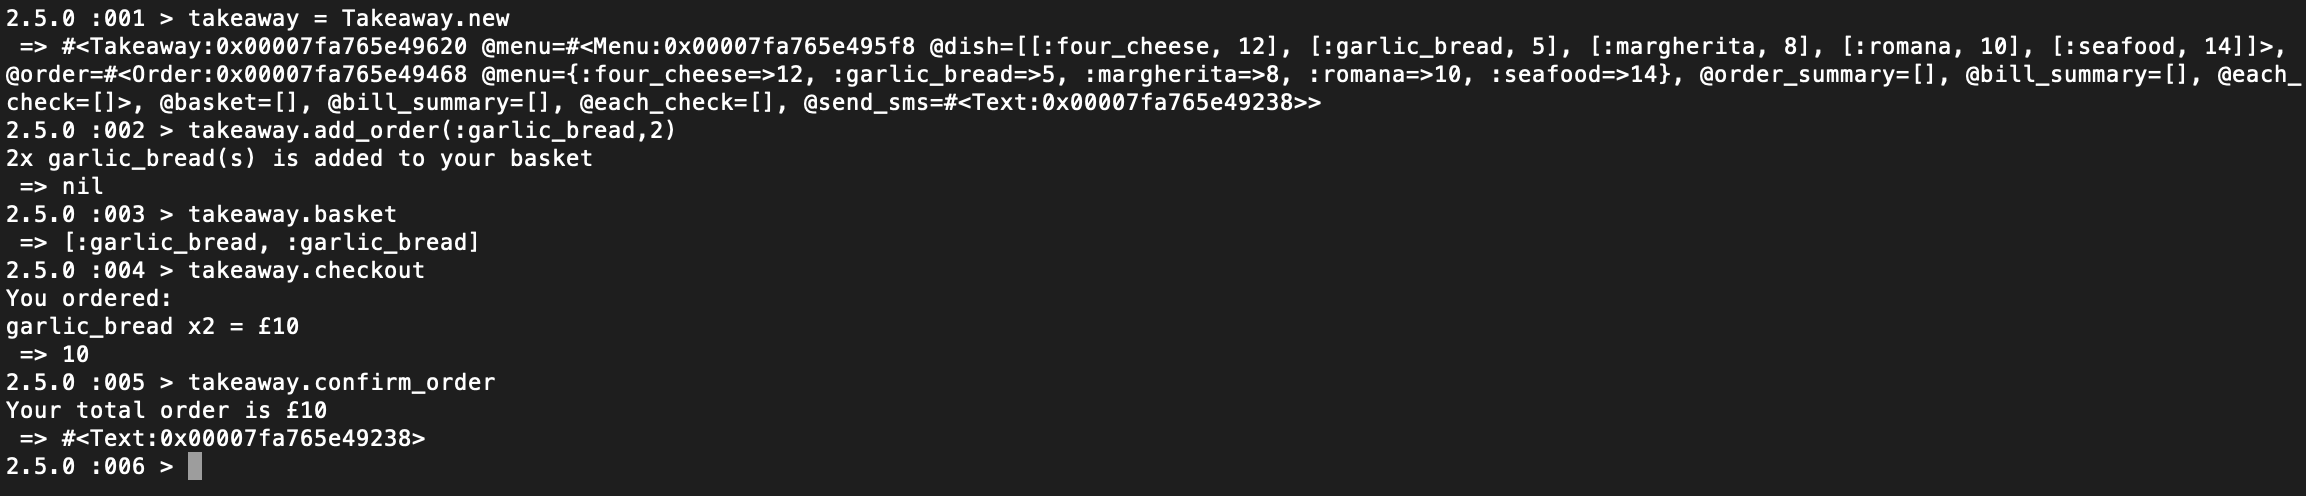 2.5.0 :001 > takeaway = Takeaway.new
 => #<Takeaway:0x00007fa765e49620 @menu=#<Menu:0x00007fa765e495f8 @dish=[[:four_cheese, 12], [:garlic_bread, 5], [:margherita, 8], [:romana, 10], [:seafood, 14]]>,
@order=#<Order:0x00007fa765e49468 @menu={:four_cheese=>12, :garlic_bread=>5, :margherita=>8, :romana=>10, :seafood=>14}, @order_summary=[], @bill_summary=[], @each_
check=[]>, @basket=[], @bill_summary=[], @each_check=[], @send_sms=#<Text:0x00007fa765e49238>>
2.5.0 :002 > takeaway.add_order(:garlic_bread,2)
2x garlic_bread(s) is added to your basket
 => nil
2.5.0 :003 > takeaway.basket
 => [:garlic_bread, :garlic_bread]
2.5.0 :004 > takeaway.checkout
You ordered:
garlic_bread x2 = £10
 => 10
2.5.0 :005 > takeaway.confirm_order
Your total order is £10
 => #<Text:0x00007fa765e49238>
2.5.0 :006 >